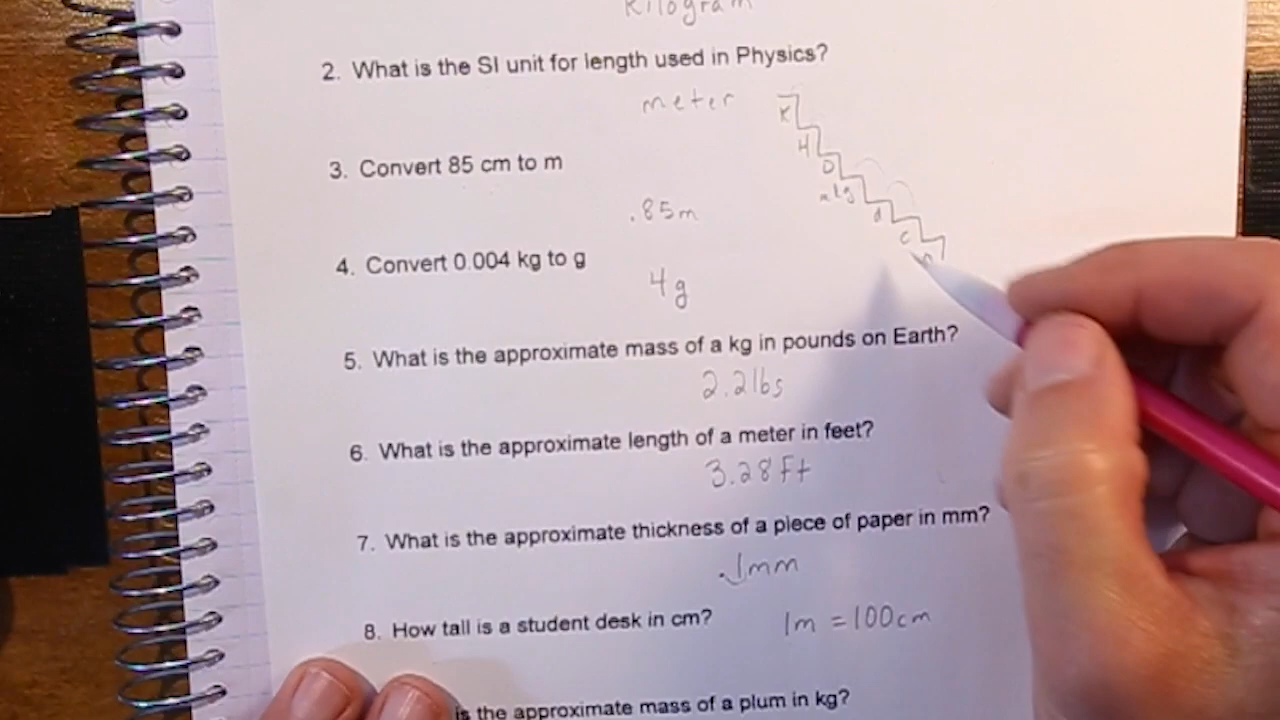 Kilogram
2. What is the SI unit for length used in Physics?
meter
K
H
D
3. Convert 85 cm to m
d
.85m
c
4. Convert 0.004 kg to g
4g
5. What is the approximate mass of a kg in pounds on Earth?
2.2lbs
6. What is the approximate length of a meter in feet?
3.28Ft
7. What is the approximate thickness of a piece of paper in mm?
.1mm
8. How tall is a student desk in cm?
1m = 100cm
is the approximate mass of a plum in kg?